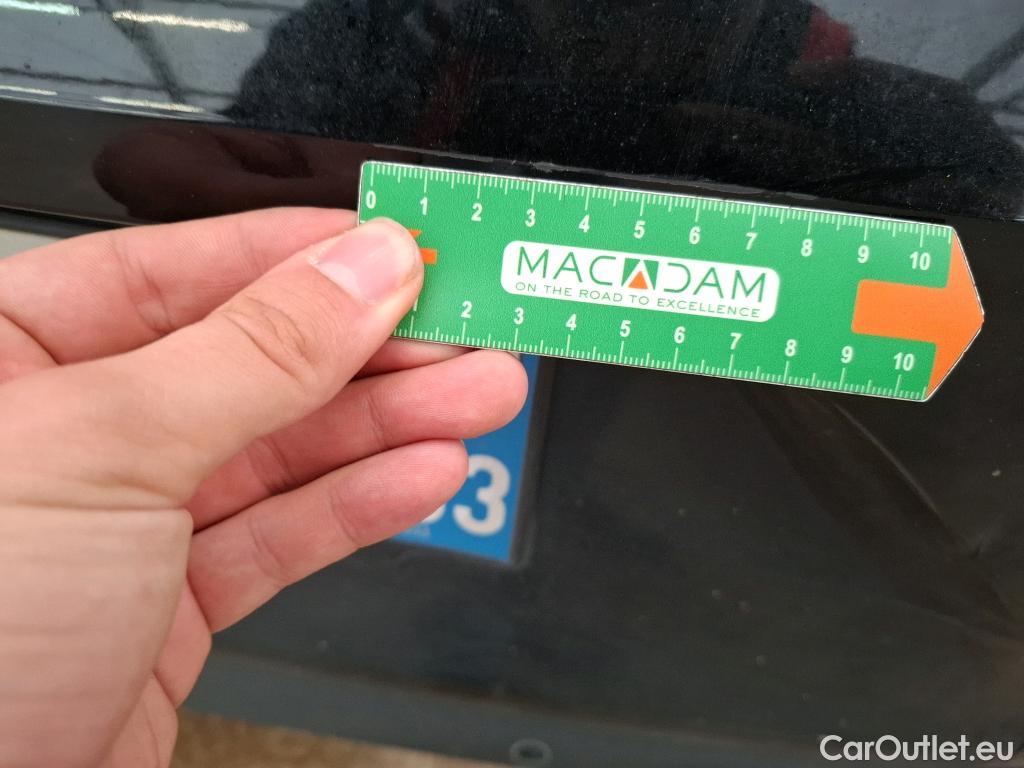 0 1 2 3 4 5 6 7 8 9 10
MACADAM
ON THE ROAD TO EXCELLENCE
2 3 4 5 6 7 8 9 10
3
CarOutlet.eu